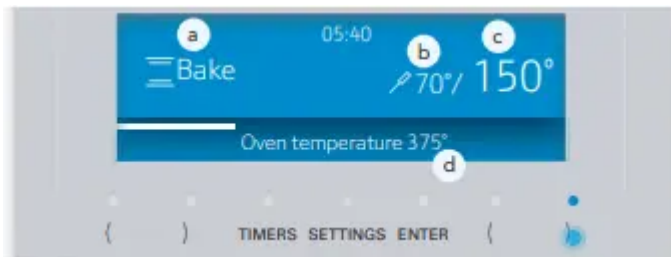 a
05:40
b
c
Bake
70°/ 150°
Oven temperature 375°
d
TIMERS SETTINGS ENTER